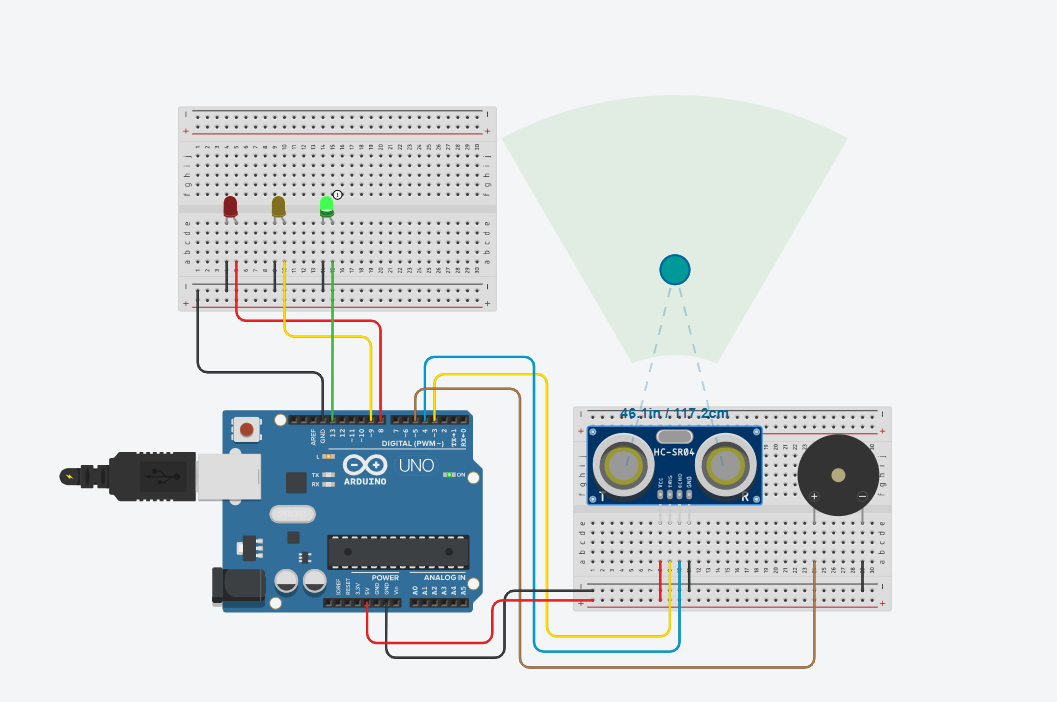 46.1in / 117.2cm
HC-SR04
VCC
TRIG
ECHO
GND
T
R
AREF
GND
13
12
~11
~10
~9
8
7
~6
~5
4
~3
2
TX→1
RX←0
DIGITAL (PWM~)
L
TX
RX
ARDUINO
UNO
ON
POWER
ANALOG IN
IOREF
RESET
3.3V
5V
GND
GND
Vin
A0
A1
A2
A3
A4
A5